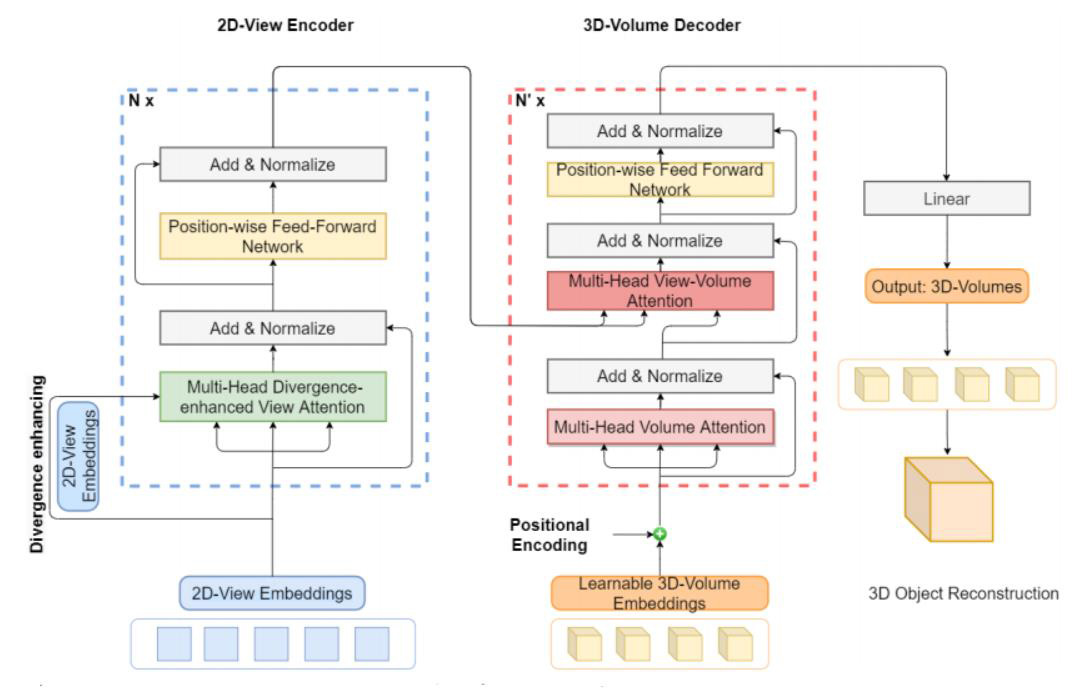 2D-View Encoder
3D-Volume Decoder
N x
Add & Normalize
Position-wise Feed-Forward
Network
Add & Normalize
Multi-Head Divergence-
enhanced View Attention
Divergence enhancing
2D-View
Embeddings
2D-View Embeddings
N' x
Add & Normalize
Position-wise Feed Forward
Network
Add & Normalize
Multi-Head View-Volume
Attention
Add & Normalize
Multi-Head Volume Attention
Positional
Encoding
Learnable 3D-Volume
Embeddings
Linear
Output: 3D-Volumes
3D Object Reconstruction